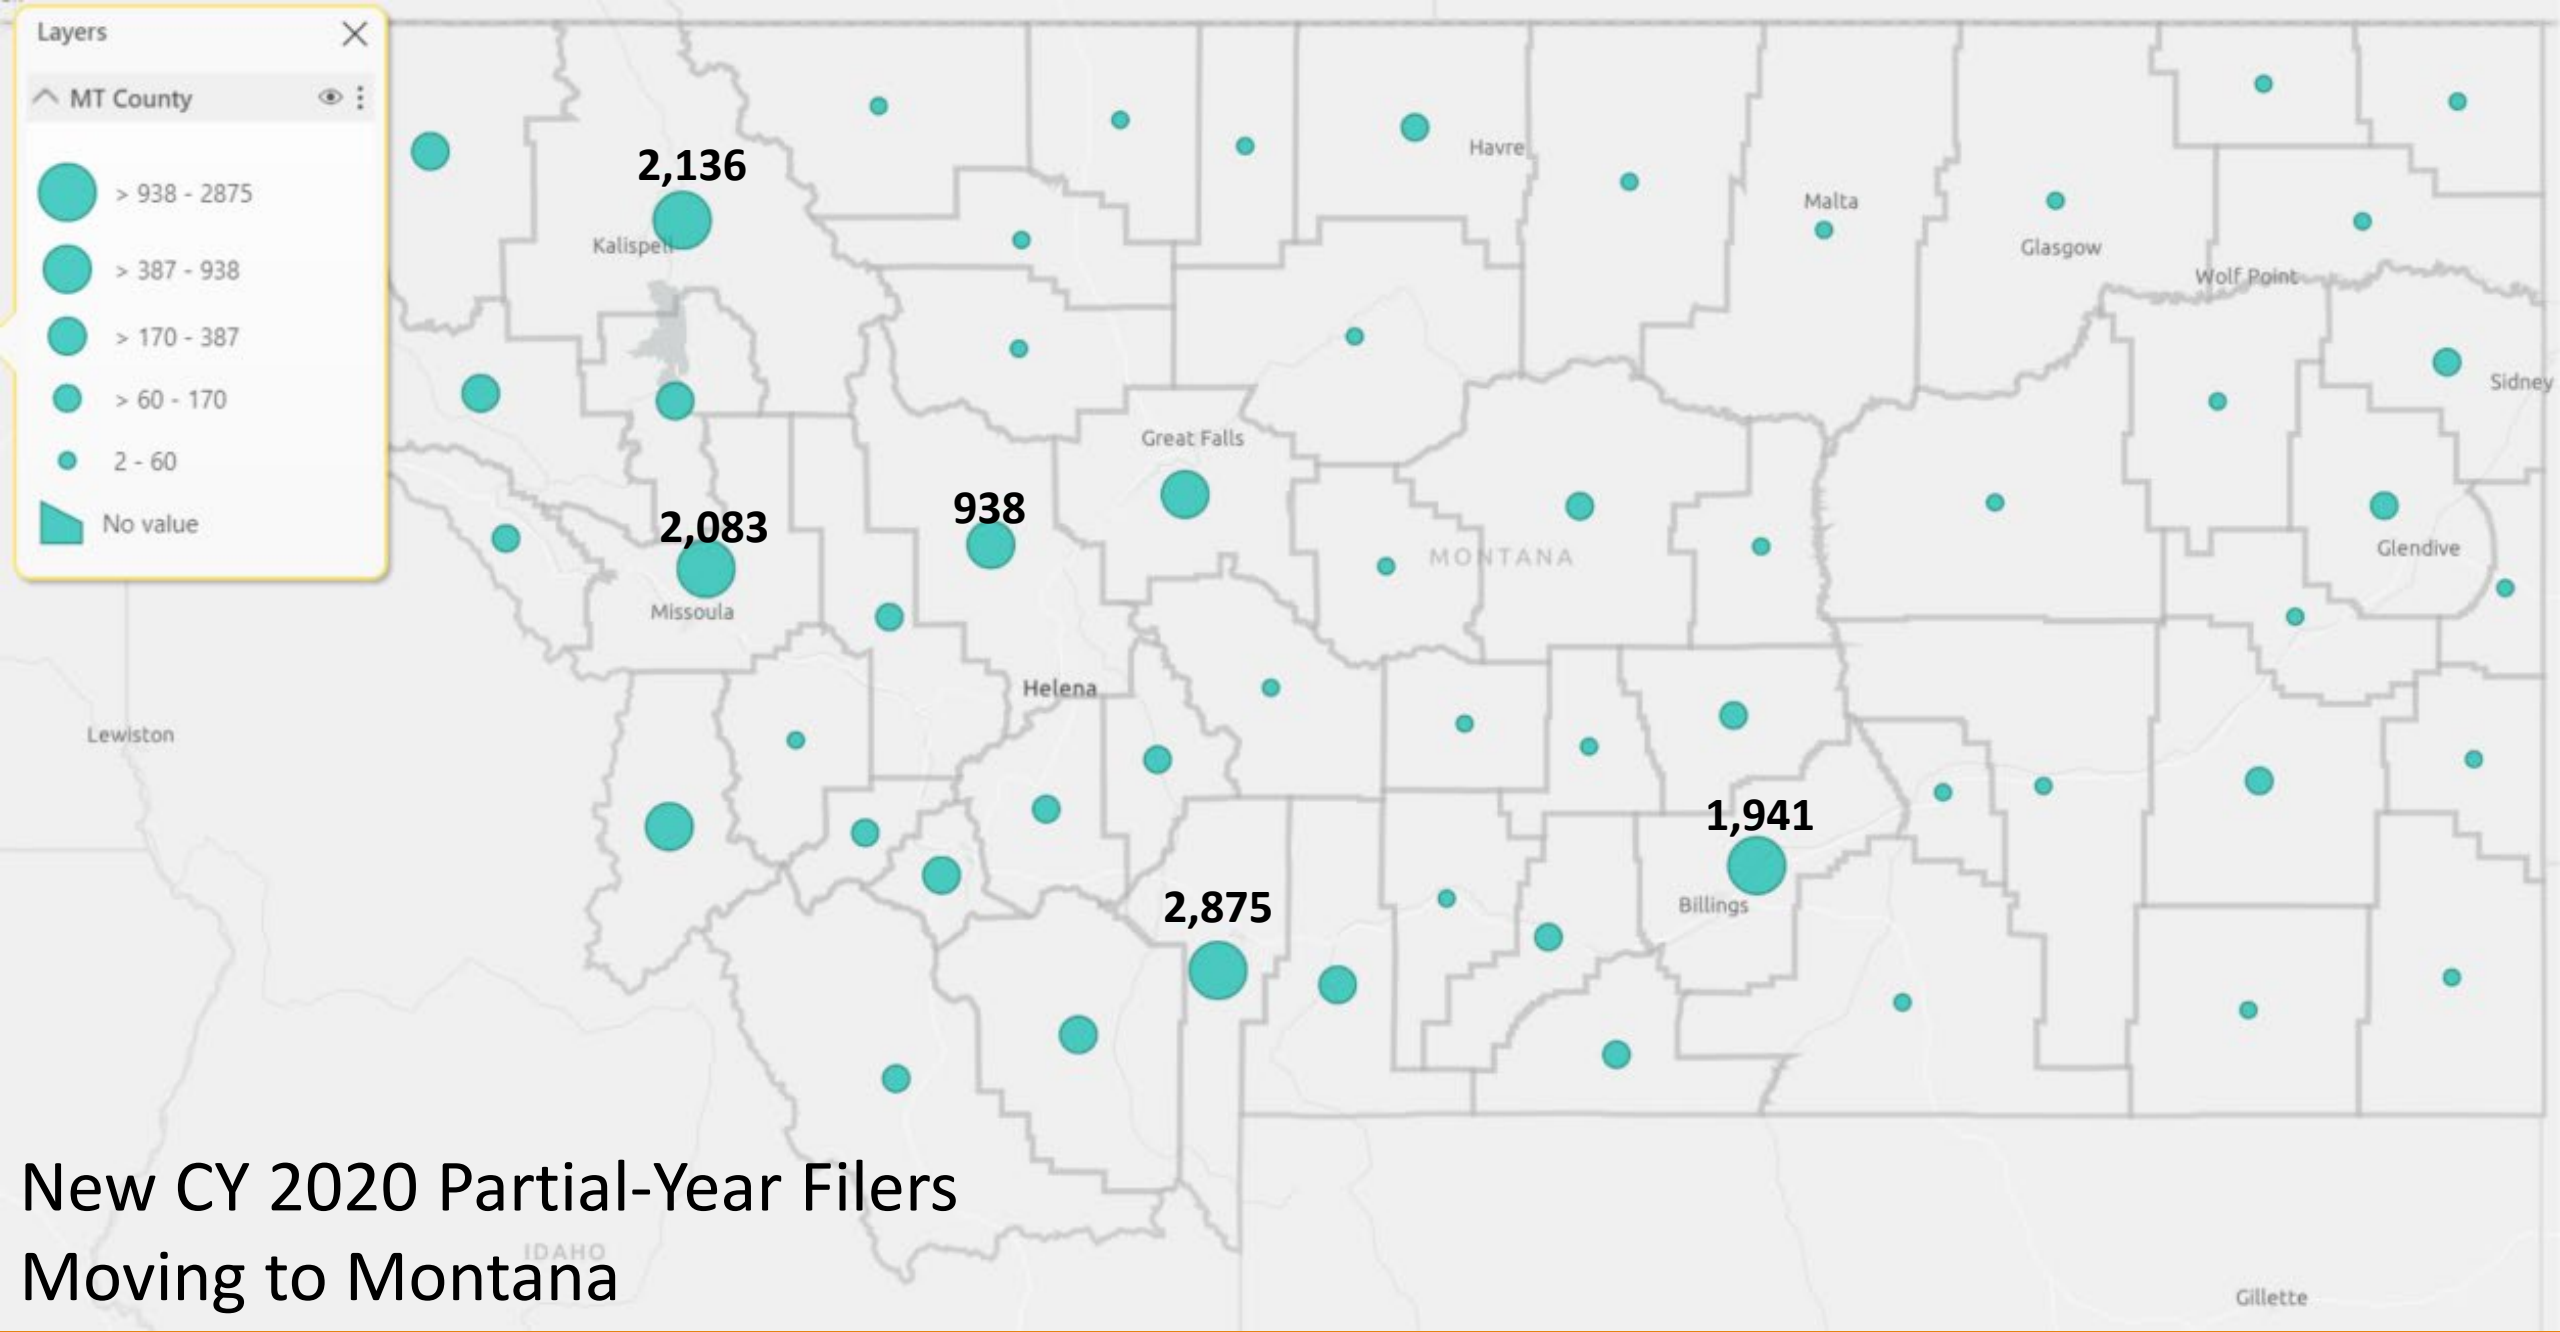 Layers
MT County
> 938 - 2875
> 387 - 938
> 170 - 387
> 60 - 170
2 - 60
No value
2,136
Kalispell
Havre
Malta
Glasgow
Wolf Point
Sidney
Great Falls
938
2,083
MONTANA
Glendive
Missoula
Helena
Lewiston
1,941
Billings
2,875
New CY 2020 Partial-Year Filers
Moving to Montana
IDAHO
Gillette